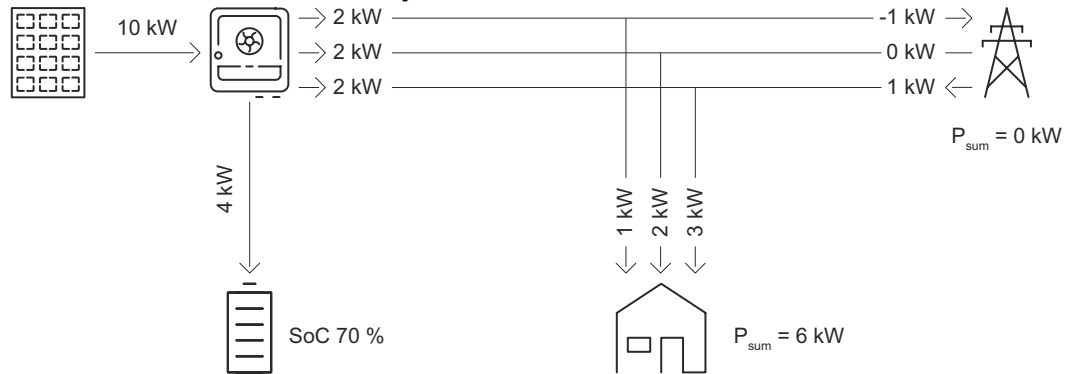 10 kW
2 kW
-1 kW
2 kW
0 kW
2 kW
1 kW
P_sum = 0 kW
4 kW
1 kW
2 kW
3 kW
SoC 70 %
P_sum = 6 kW